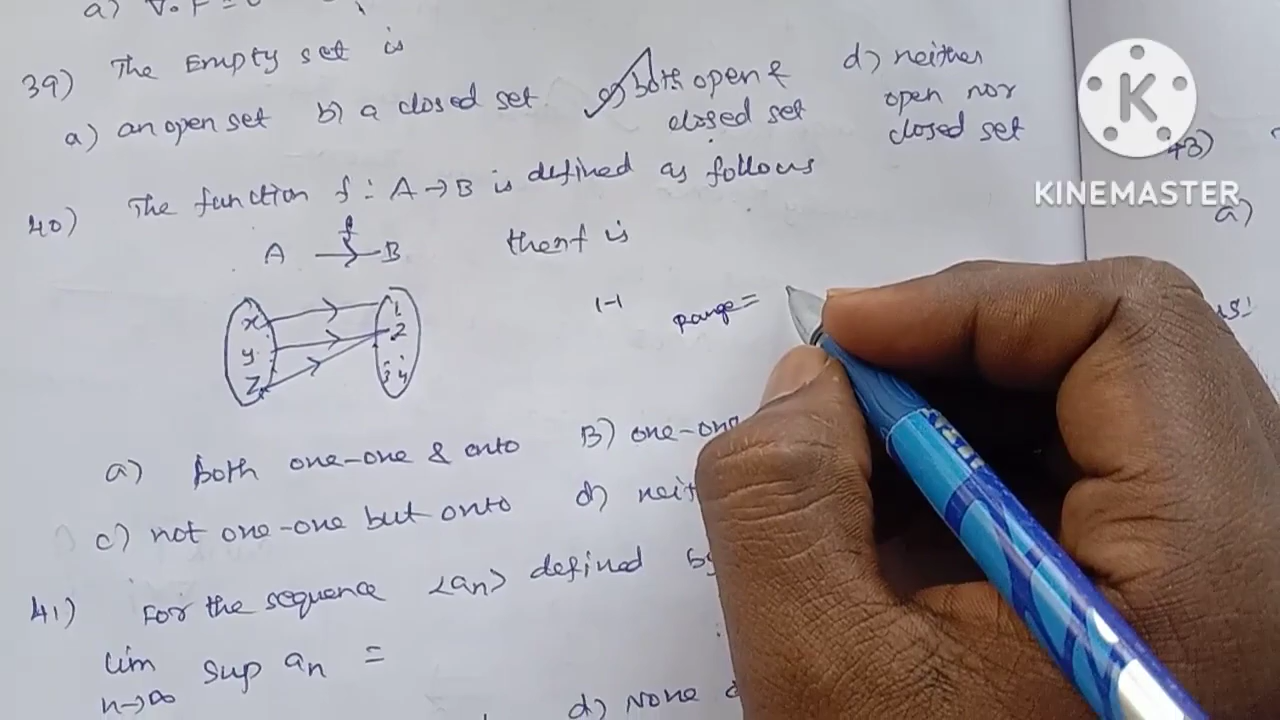 a) ∇. F =
39) The Empty set is
a) an open set b) a closed set c) both open & closed set d) neither open nor closed set
40) The function f : A → B is defined as follows
A f→ B then f is
x 1
y 2
z 3 4
1-1 Range =
a) Both one-one & onto B) one-one
c) not one-one but onto d)
41) For the sequence <an> defined by
lim n→∞ sup an =
d) None
43)
a)
K
KINEMASTER